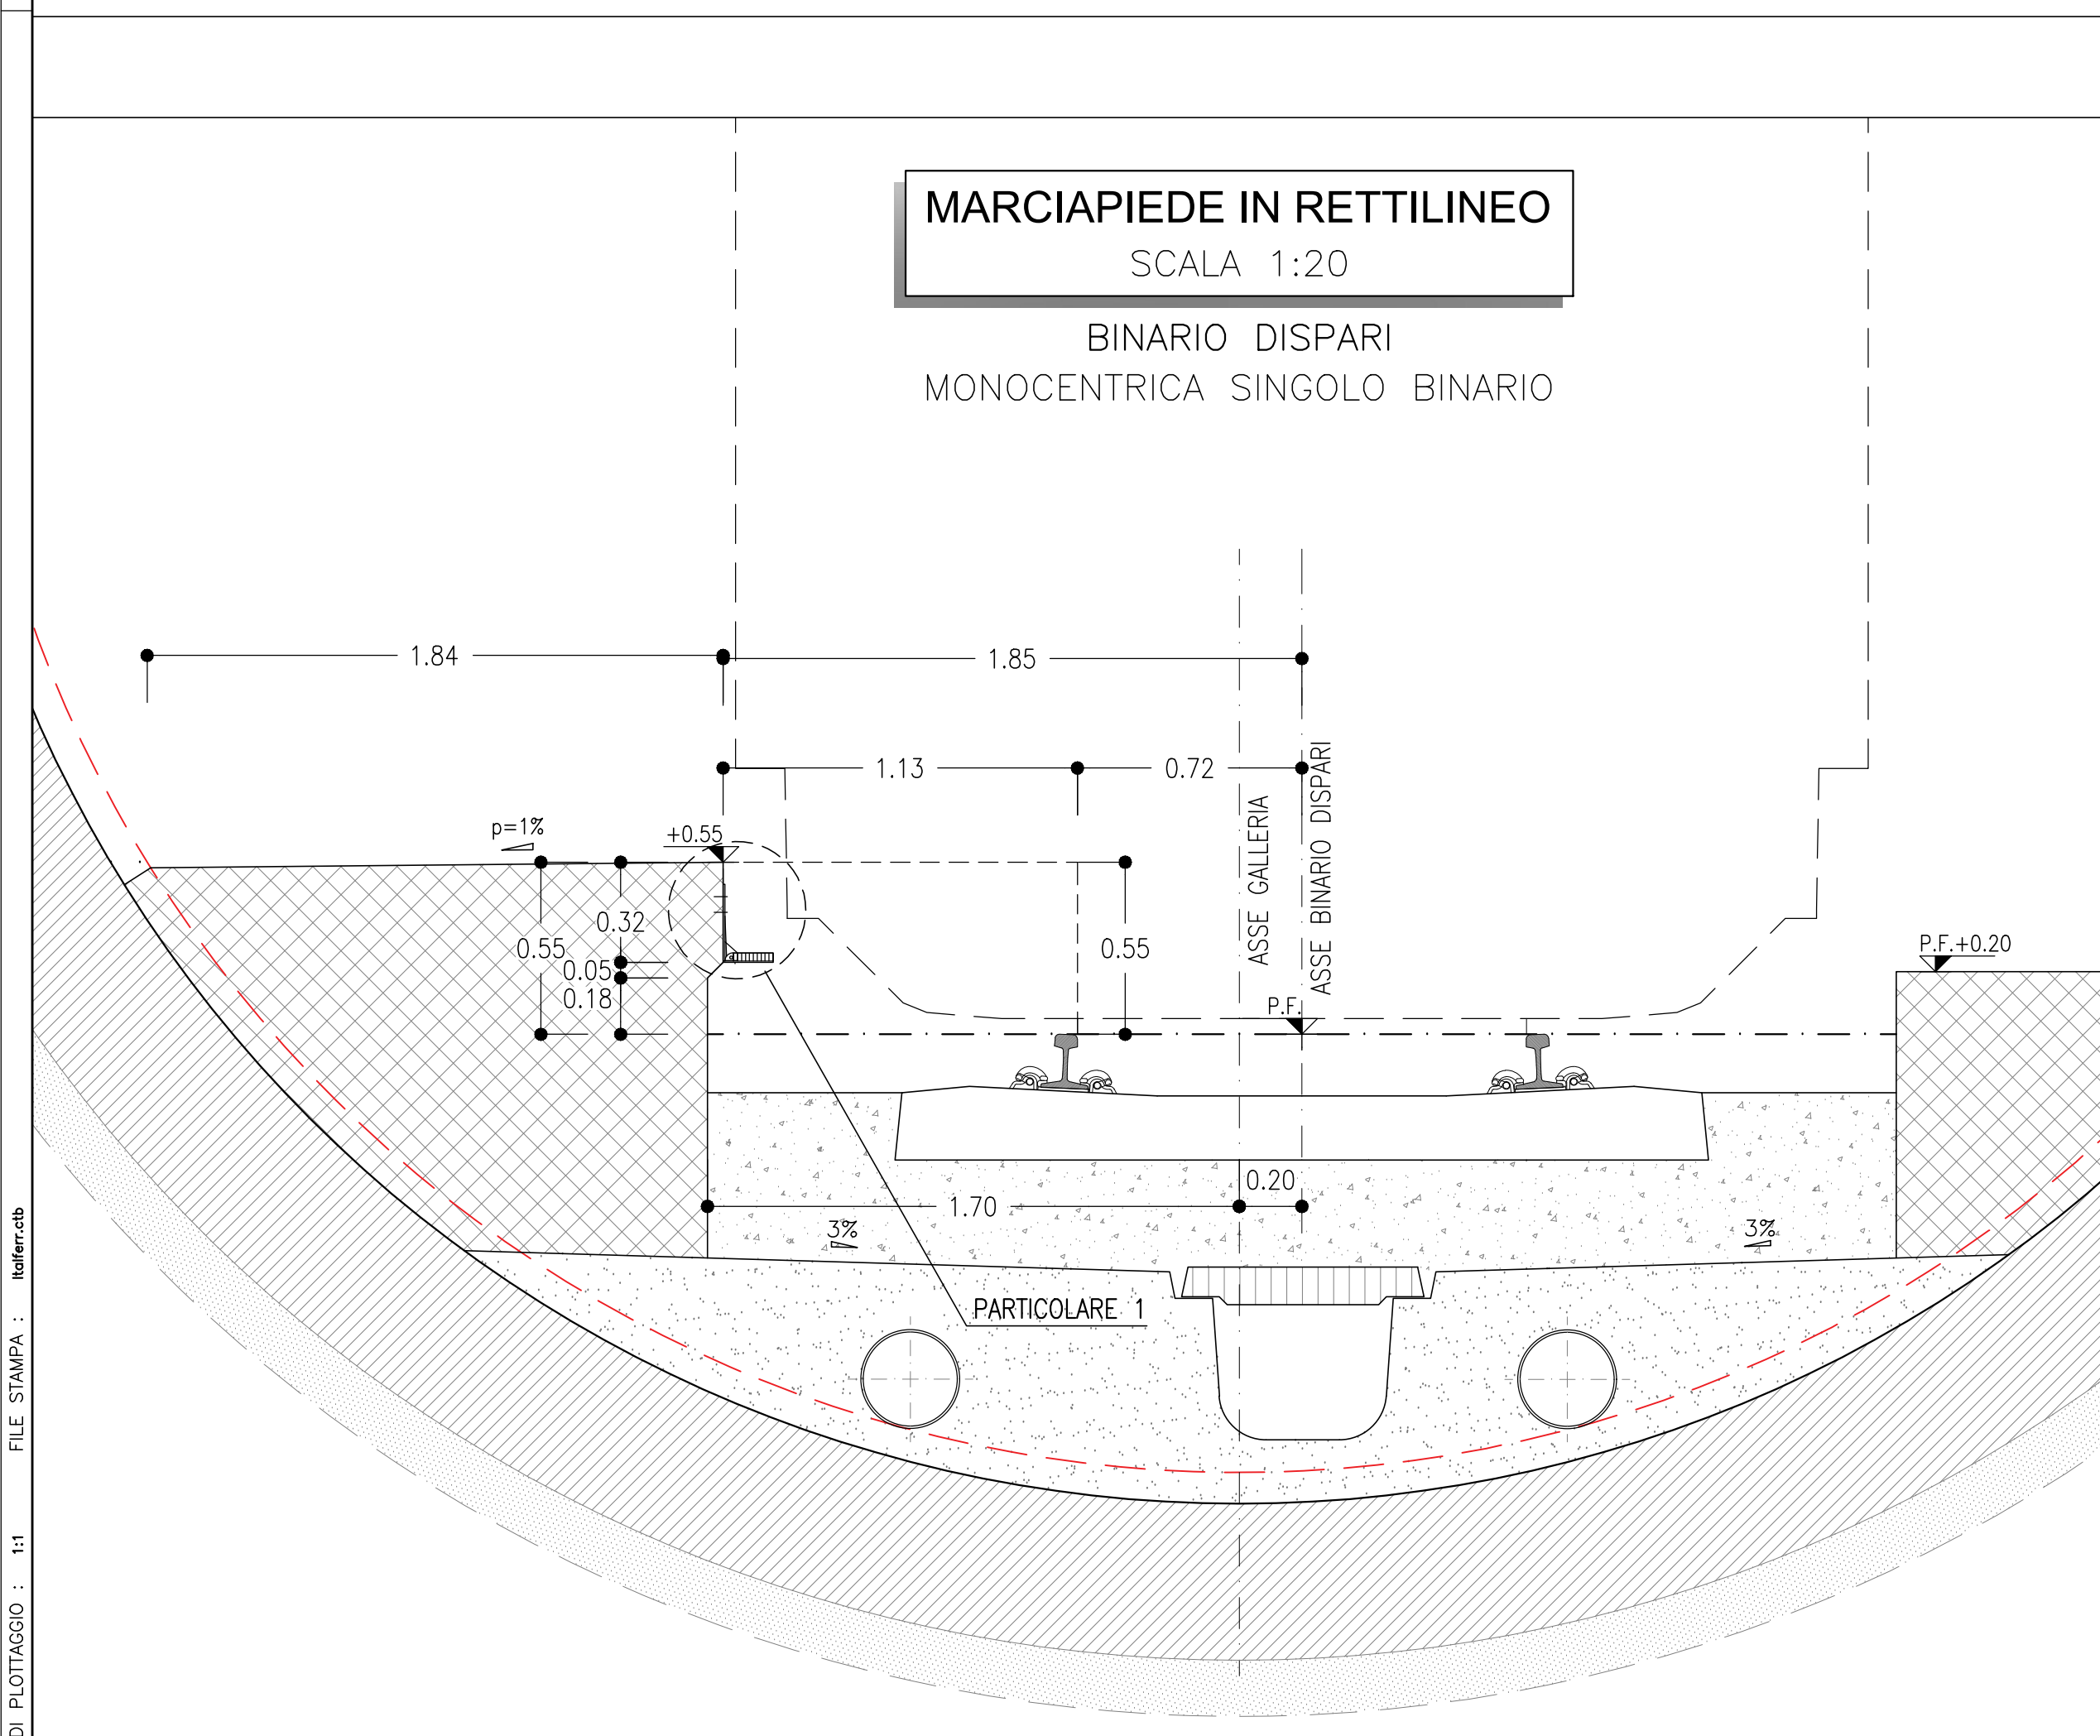 MARCIAPIEDE IN RETTILINEO
SCALA 1:20
BINARIO DISPARI
MONOCENTRICA SINGOLO BINARIO
1.84
1.85
1.13
0.72
ASSE GALLERIA
ASSE BINARIO DISPARI
p=1%
+0.55
0.32
0.55
0.05
0.18
0.55
P.F.+0.20
P.F.
0.20
1.70
3%
3%
PARTICOLARE 1
DI PLOTTAGGIO : 1:1 FILE STAMPA : Italferr.ctb